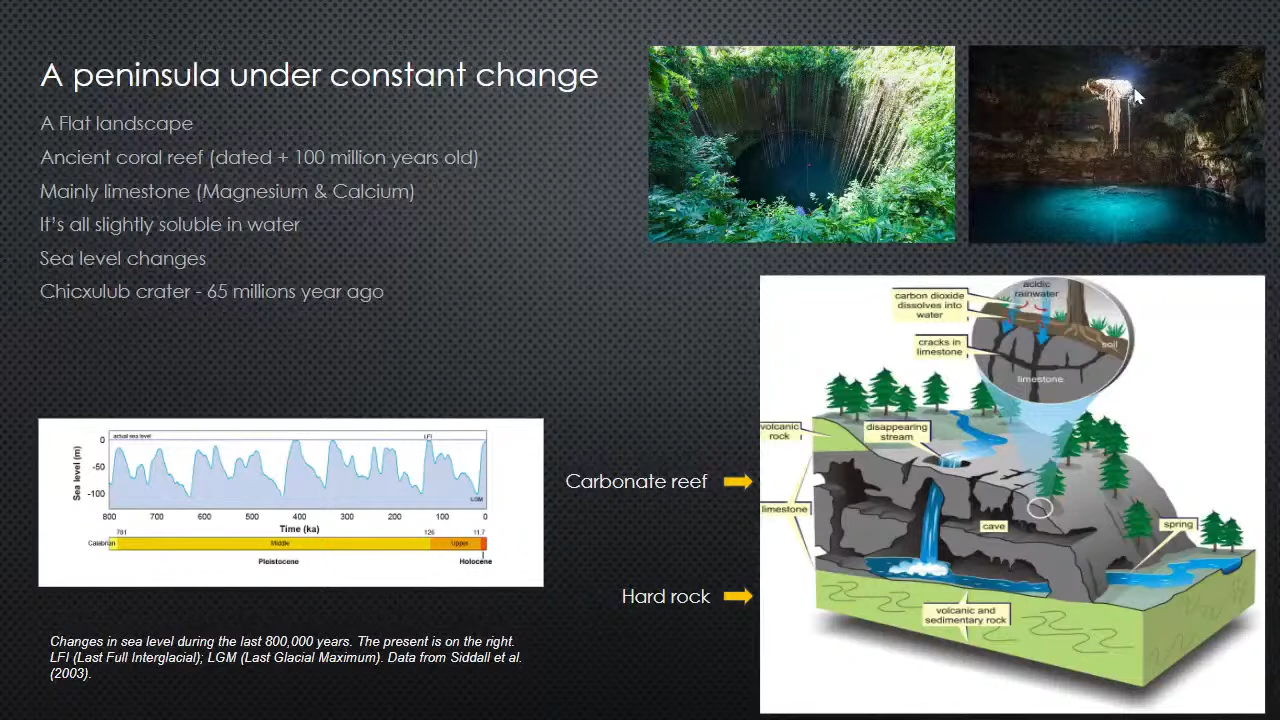 A peninsula under constant change
A Flat landscape
Ancient coral reef (dated + 100 million years old)
Mainly limestone (Magnesium & Calcium)
It's all slightly soluble in water
Sea level changes
Chicxulub crater - 65 millions year ago
actual sea level
LFI
LGM
Sea level (m)
0
-50
-100
800 700 600 500 400 300 200 100 0
Time (ka)
781 126 11.7
Calabrian Middle Upper
Pleistocene Holocene
Changes in sea level during the last 800,000 years. The present is on the right.
LFI (Last Full Interglacial); LGM (Last Glacial Maximum). Data from Siddall et al.
(2003).
Carbonate reef
Hard rock
acidic
rainwater
carbon dioxide
dissolves into
water
cracks in
limestone
soil
limestone
volcanic
rock
disappearing
stream
limestone
cave
spring
volcanic and
sedimentary rock